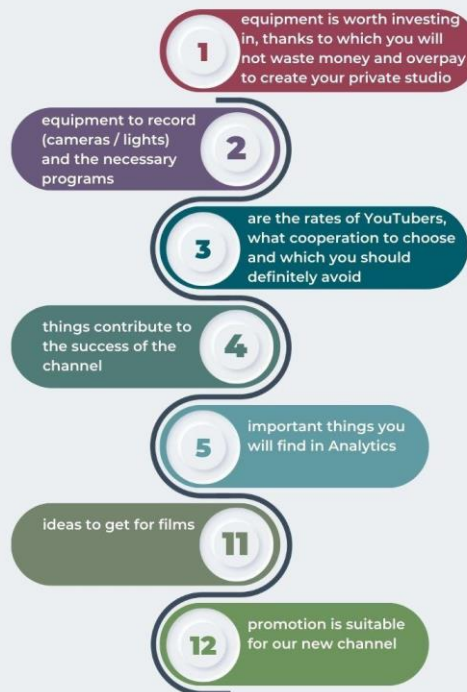 1
equipment is worth investing
in, thanks to which you will
not waste money and overpay
to create your private studio
equipment to record
(cameras / lights)
and the necessary
programs
2
3
are the rates of YouTubers,
what cooperation to choose
and which you should
definitely avoid
things contribute to
the success of the
channel
4
5
important things you
will find in Analytics
ideas to get for films
11
12
promotion is suitable
for our new channel